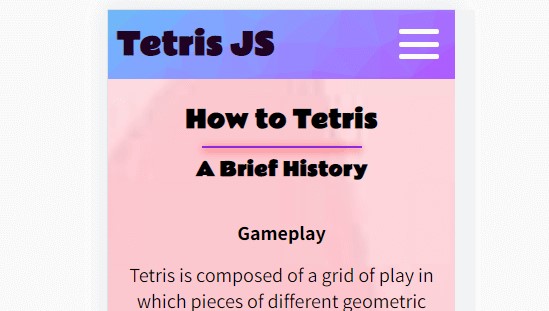 Tetris JS
How to Tetris
A Brief History
Gameplay
Tetris is composed of a grid of play in
which pieces of different geometric